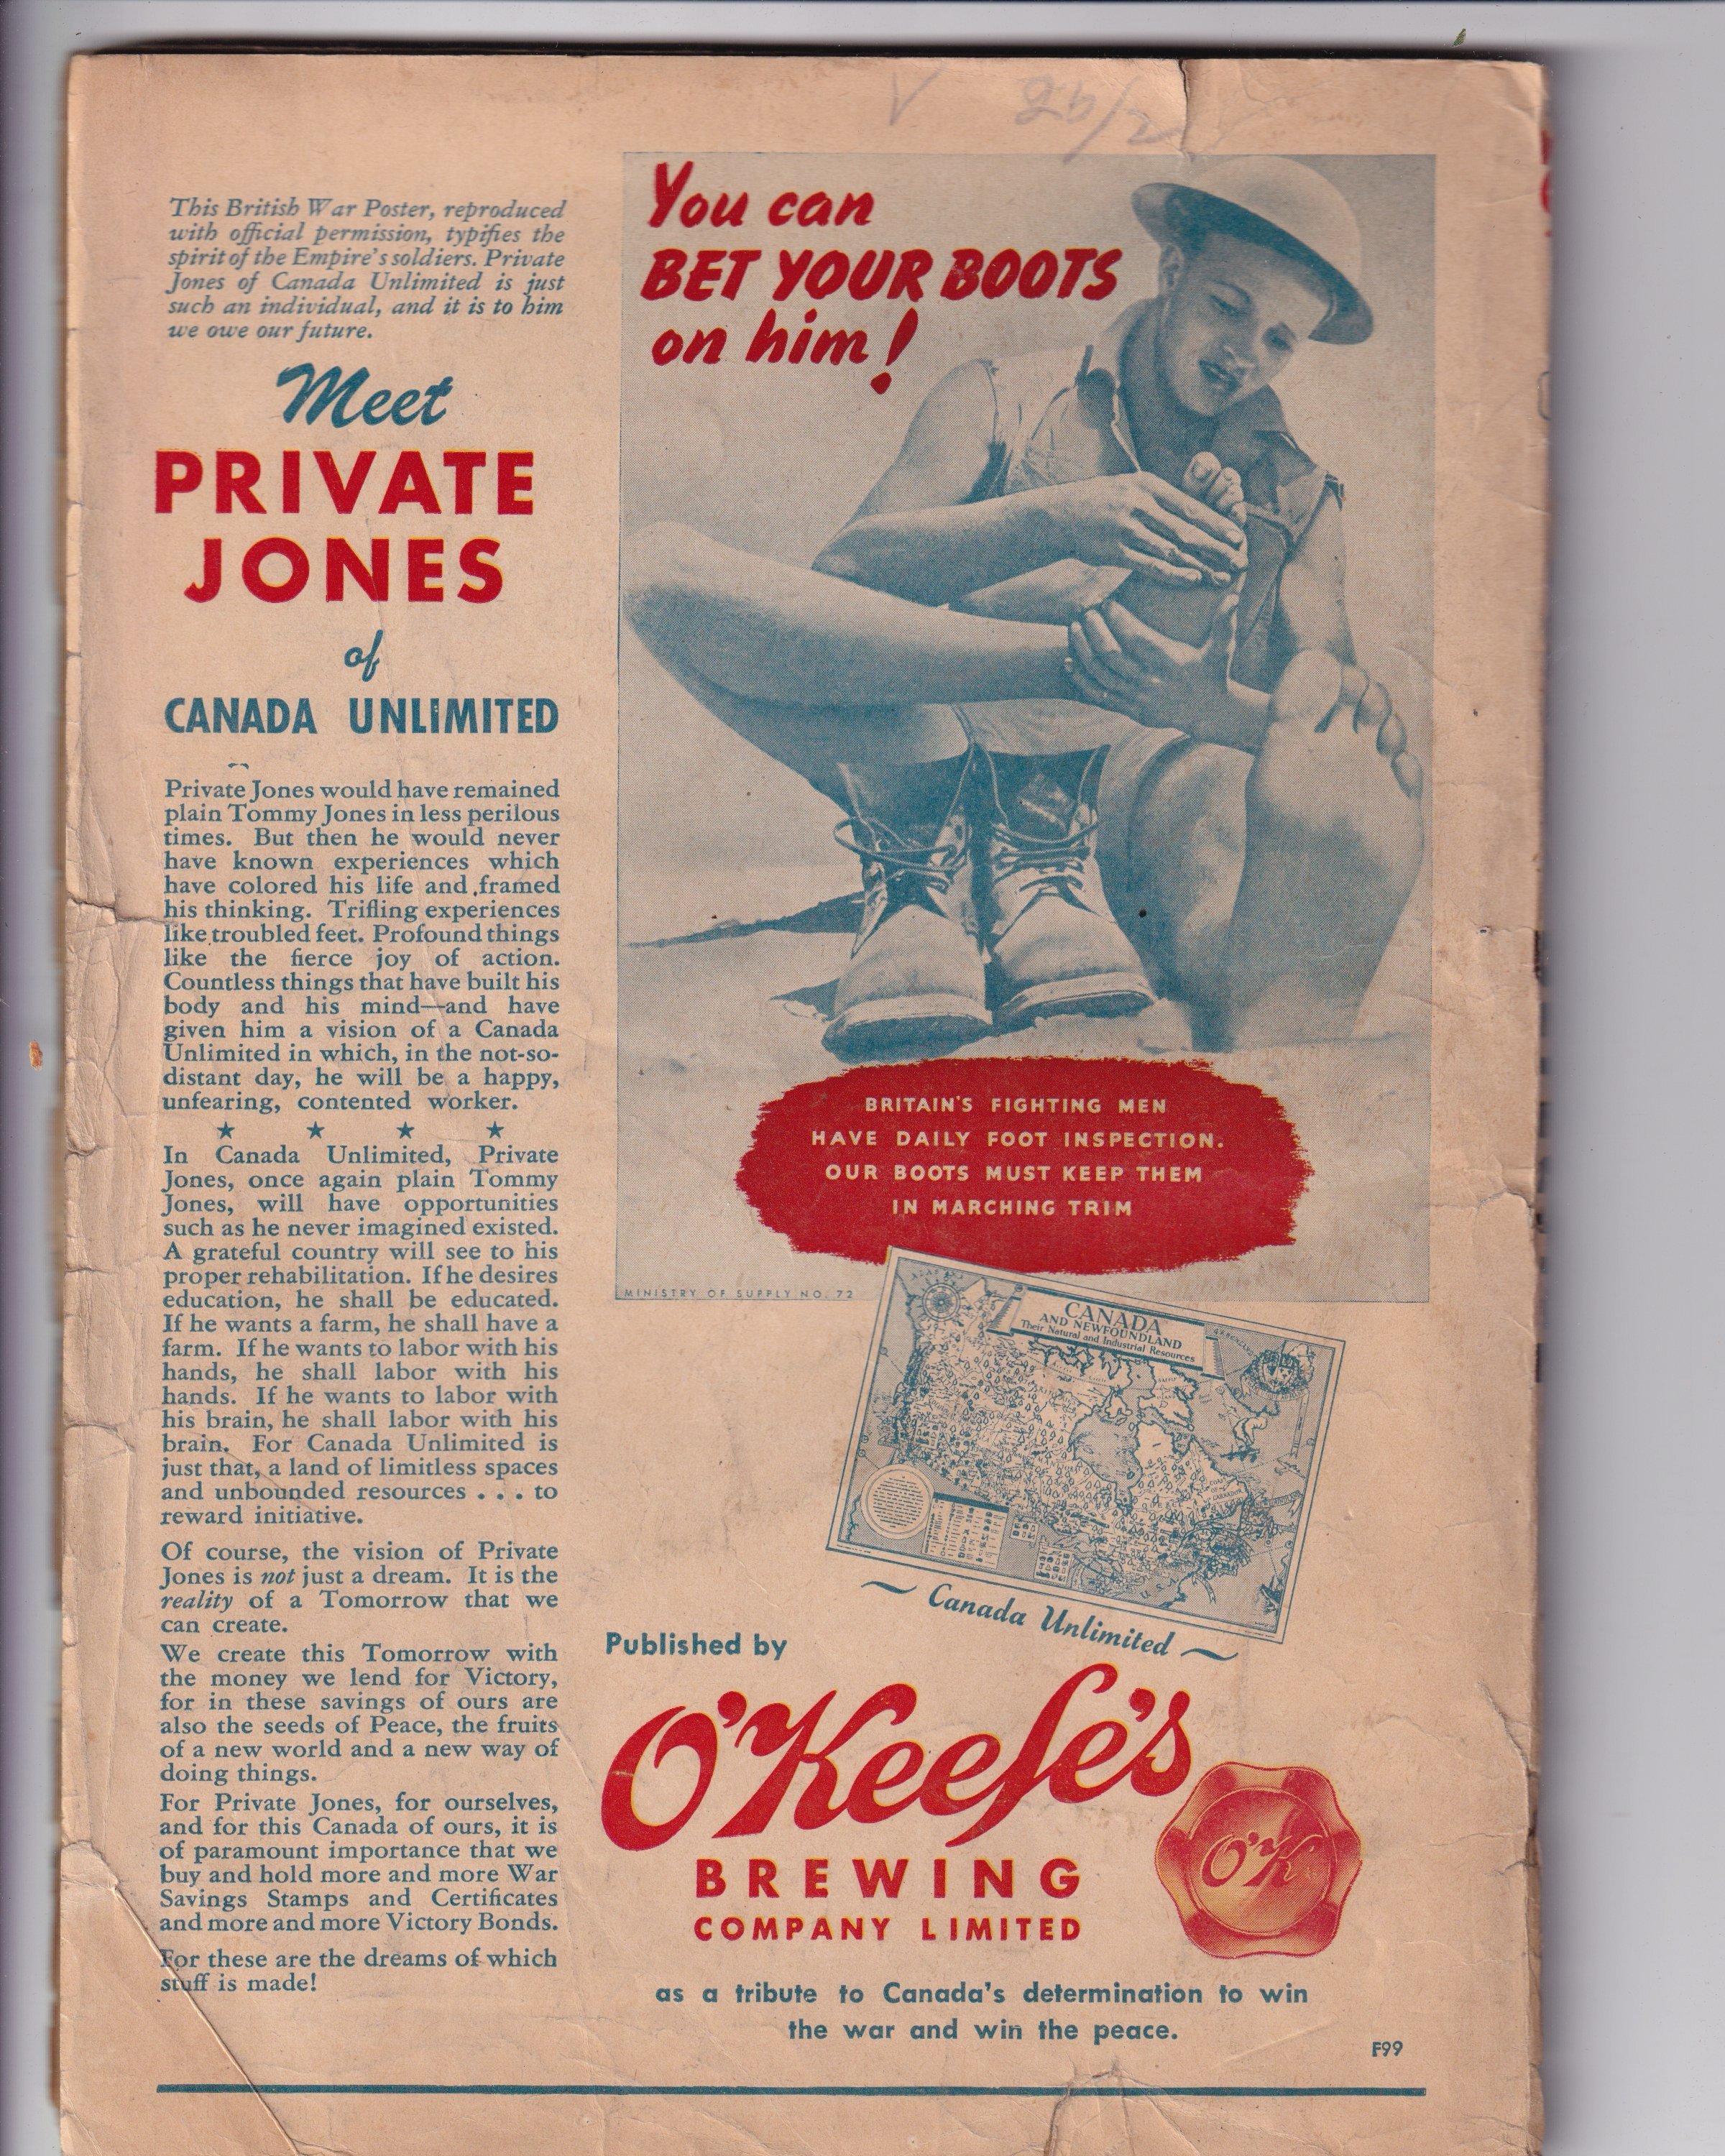 This British War Poster, reproduced
with official permission, typifies the
spirit of the Empire's soldiers. Private
Jones of Canada Unlimited is just
such an individual, and it is to him
we owe our future.
Meet
PRIVATE
JONES
of
CANADA UNLIMITED
Private Jones would have remained
plain Tommy Jones in less perilous
times. But then he would never
have known experiences which
have colored his life and framed
his thinking. Trifling experiences
like troubled feet. Profound things
like the fierce joy of action.
Countless things that have built his
body and his mind—and have
given him a vision of a Canada
Unlimited in which, in the not-so-
distant day, he will be a happy,
unfearing, contented worker.
★ ★ ★ ★
In Canada Unlimited, Private
Jones, once again plain Tommy
Jones, will have opportunities
such as he never imagined existed.
A grateful country will see to his
proper rehabilitation. If he desires
education, he shall be educated.
If he wants a farm, he shall have a
farm. If he wants to labor with his
hands, he shall labor with his
hands. If he wants to labor with
his brain, he shall labor with his
brain. For Canada Unlimited is
just that, a land of limitless spaces
and unbounded resources . . . to
reward initiative.
Of course, the vision of Private
Jones is not just a dream. It is the
reality of a Tomorrow that we
can create.
We create this Tomorrow with
the money we lend for Victory,
for in these savings of ours are
also the seeds of Peace, the fruits
of a new world and a new way of
doing things.
For Private Jones, for ourselves,
and for this Canada of ours, it is
of paramount importance that we
buy and hold more and more War
Savings Stamps and Certificates
and more and more Victory Bonds.
For these are the dreams of which
stuff is made!
You can
BET YOUR BOOTS
on him!
BRITAIN'S FIGHTING MEN
HAVE DAILY FOOT INSPECTION.
OUR BOOTS MUST KEEP THEM
IN MARCHING TRIM
MINISTRY OF SUPPLY NO. 72
CANADA
AND NEWFOUNDLAND
Their Natural and Industrial Resources
U.S.A.
Canada Unlimited
Published by
O'Keefe's
BREWING
COMPANY LIMITED
O'K
as a tribute to Canada's determination to win
the war and win the peace.
F99